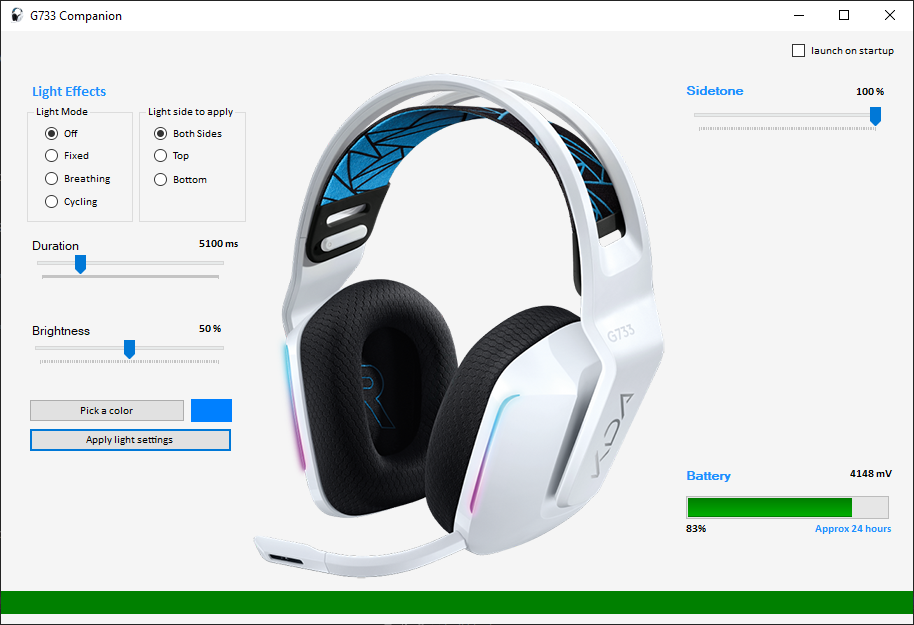 G733 Companion
launch on startup
Light Effects
Light Mode
Off
Fixed
Breathing
Cycling
Light side to apply
Both Sides
Top
Bottom
Duration
5100 ms
Brightness
50 %
Pick a color
Apply light settings
R
G733
Sidetone
100 %
Battery
4148 mV
83%
Approx 24 hours